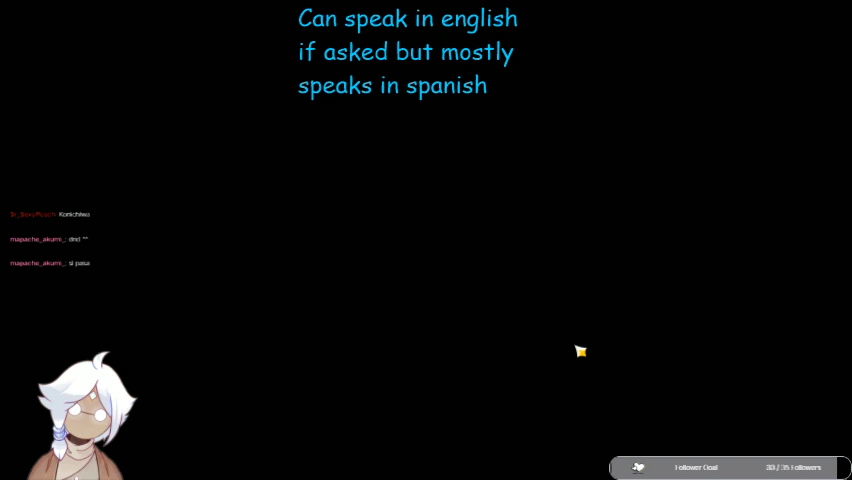 Can speak in english
if asked but mostly
speaks in spanish
Konichiwa
mapache_akumi_: dnd ^^
mapache_akumi_: si pasa
Follower Goal
33 / 35 Followers